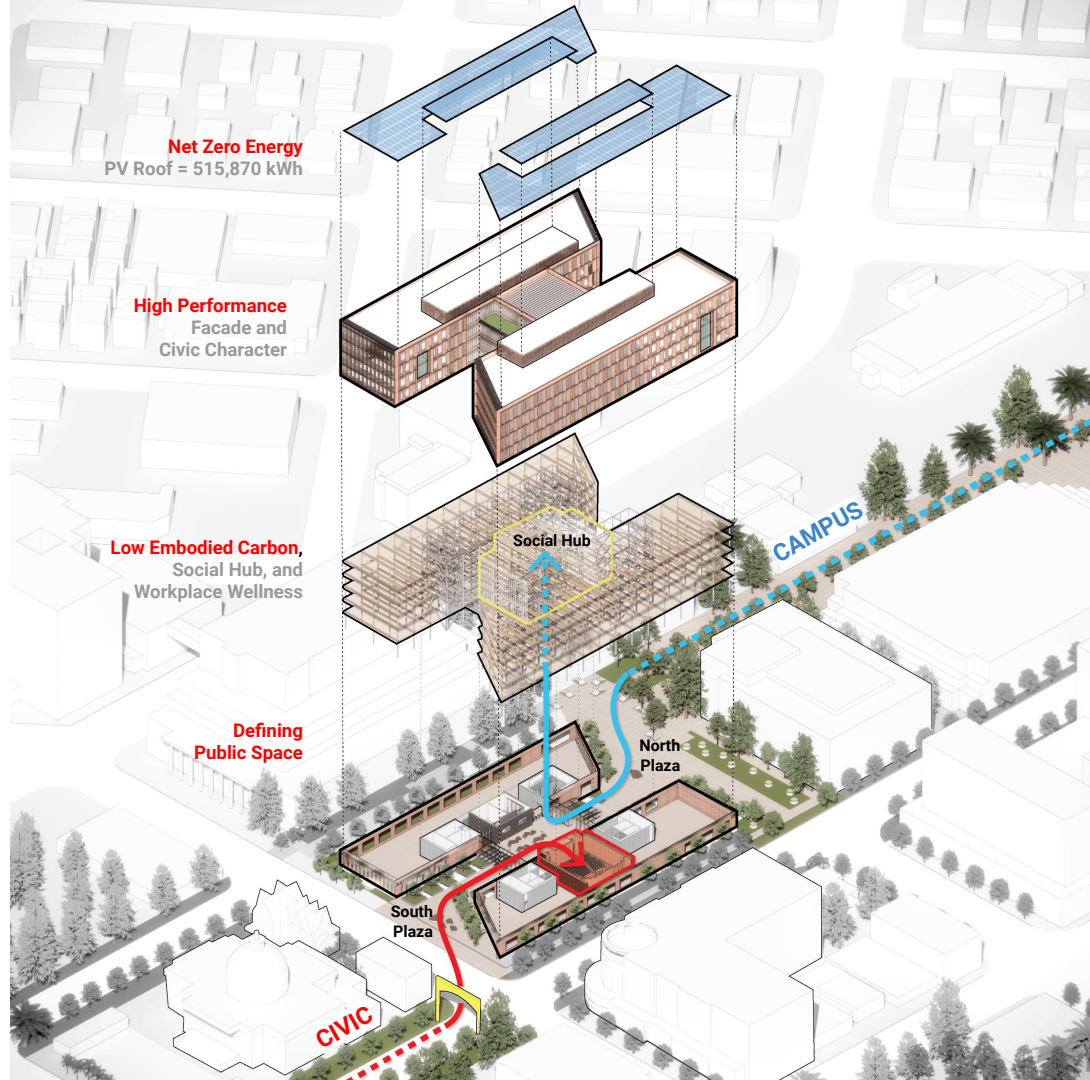 Net Zero Energy
PV Roof = 515,870 kWh
High Performance
Facade and
Civic Character
CAMPUS
Social Hub
Low Embodied Carbon,
Social Hub, and
Workplace Wellness
Defining
Public Space
North
Plaza
South
Plaza
CIVIC